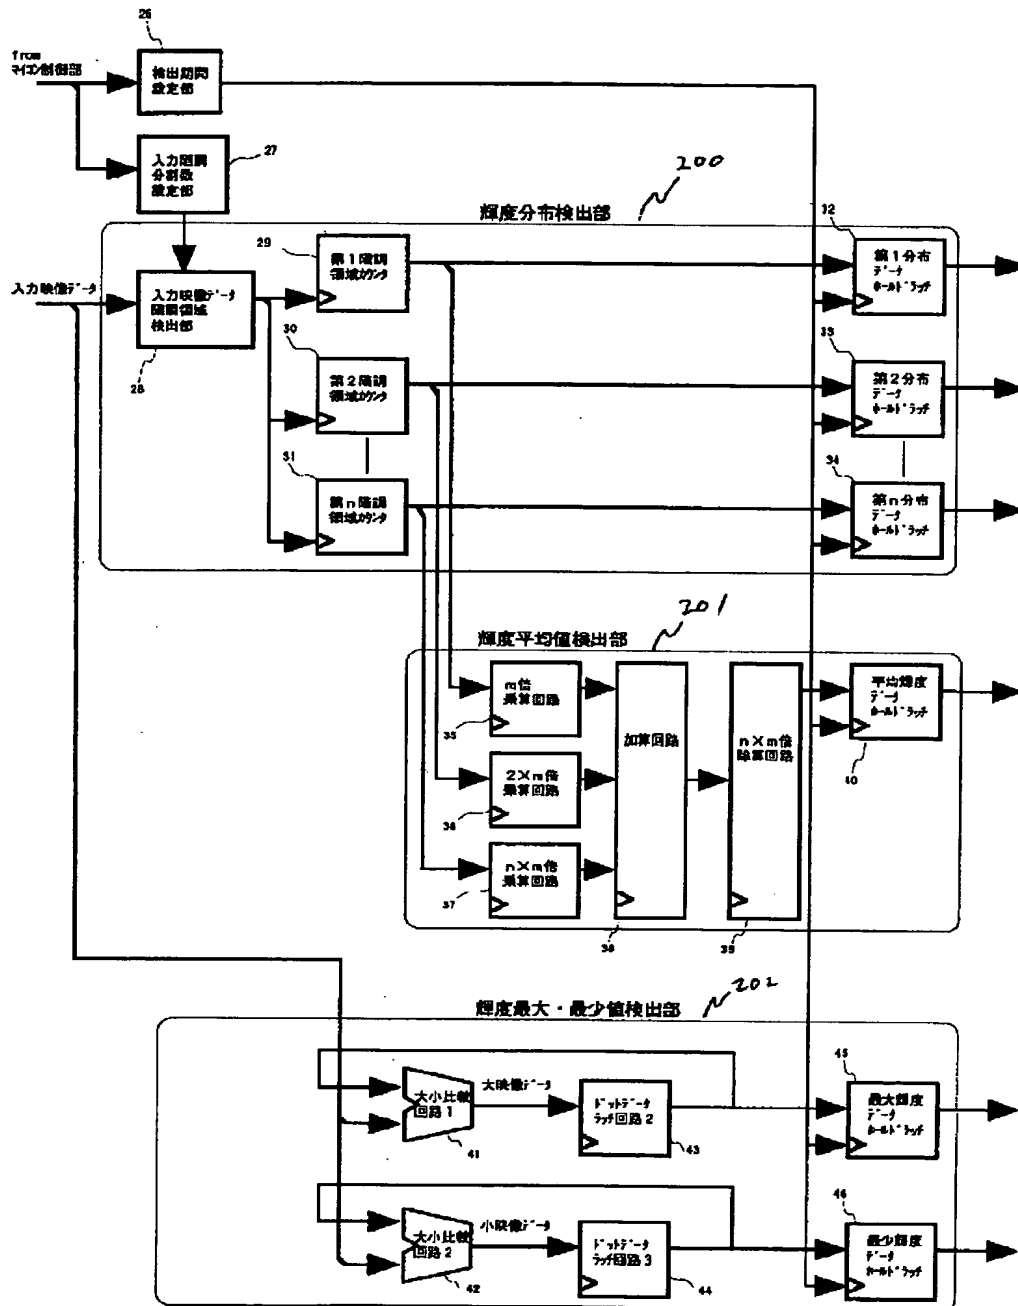 26
from
マイコン制御部
検出期間
設定部
27
入力階調
分割数
設定部
200
輝度分布検出部
入力映像データ
入力映像データ
階調領域
検出部
28
29
第1階調
領域カウンタ
30
第2階調
領域カウンタ
31
第n階調
領域カウンタ
32
第1分布
データ
ホールドラッチ
33
第2分布
データ
ホールドラッチ
34
第n分布
データ
ホールドラッチ
201
輝度平均値検出部
m倍
乗算回路
35
2×m倍
乗算回路
36
n×m倍
乗算回路
37
加算回路
38
n×m倍
除算回路
39
平均輝度
データ
ホールドラッチ
40
202
輝度最大・最少値検出部
大小比較
回路1
41
大映像データ
ドットデータ
ラッチ回路2
43
45
最大輝度
データ
ホールドラッチ
大小比較
回路2
42
小映像データ
ドットデータ
ラッチ回路3
44
46
最少輝度
データ
ホールドラッチ